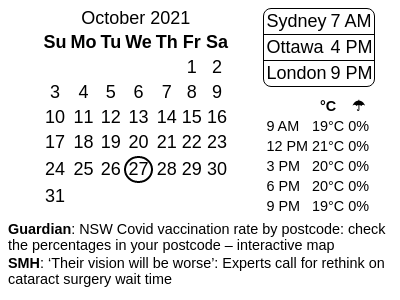 October 2021
Su Mo Tu We Th Fr Sa
1 2
3 4 5 6 7 8 9
10 11 12 13 14 15 16
17 18 19 20 21 22 23
24 25 26 27 28 29 30
31
Sydney 7 AM
Ottawa 4 PM
London 9 PM
°C ☂
9 AM 19°C 0%
12 PM 21°C 0%
3 PM 20°C 0%
6 PM 20°C 0%
9 PM 19°C 0%
Guardian: NSW Covid vaccination rate by postcode: check
the percentages in your postcode – interactive map
SMH: ‘Their vision will be worse’: Experts call for rethink on
cataract surgery wait time